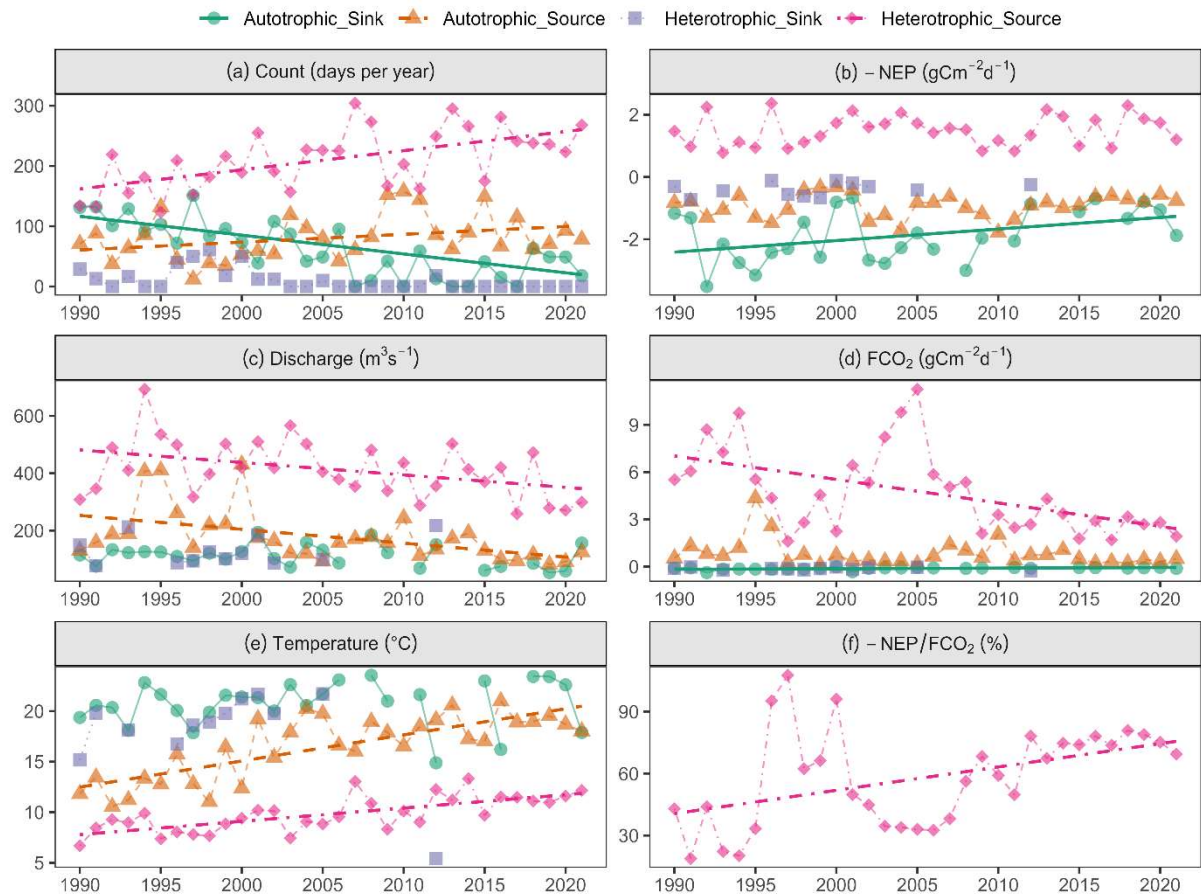 Autotrophic_Sink Autotrophic_Source Heterotrophic_Sink Heterotrophic_Source
(a) Count (days per year)
300
200
100
0
1990 1995 2000 2005 2010 2015 2020
(b) − NEP (gCm⁻²d⁻¹)
2
0
-2
1990 1995 2000 2005 2010 2015 2020
(c) Discharge (m³s⁻¹)
600
400
200
1990 1995 2000 2005 2010 2015 2020
(d) FCO₂ (gCm⁻²d⁻¹)
9
6
3
0
1990 1995 2000 2005 2010 2015 2020
(e) Temperature (°C)
20
15
10
5
1990 1995 2000 2005 2010 2015 2020
(f) − NEP/FCO₂ (%)
90
60
30
1990 1995 2000 2005 2010 2015 2020